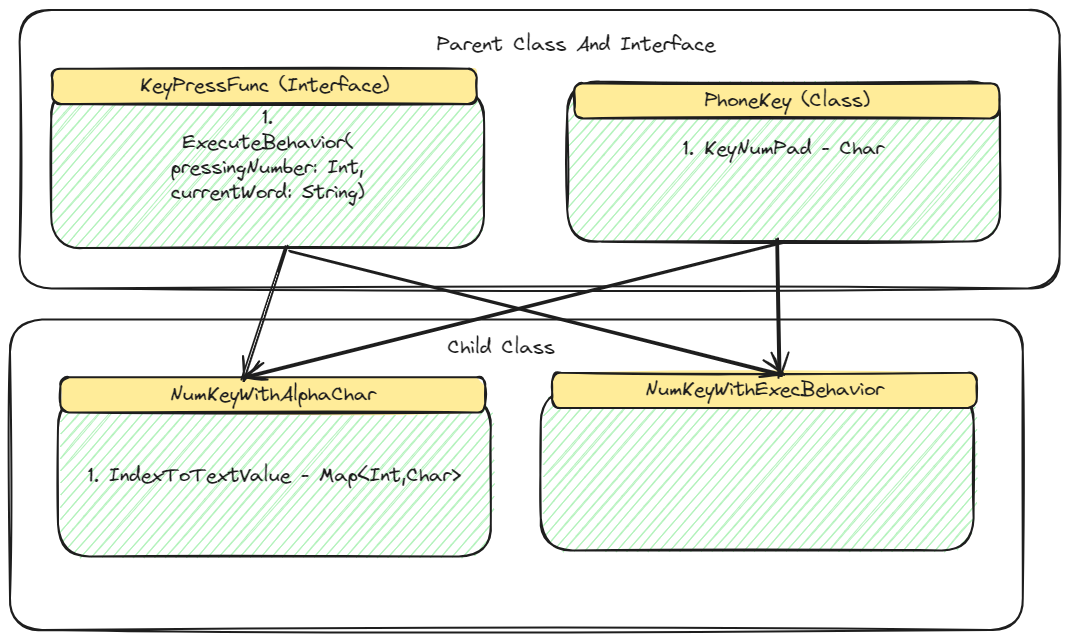 Parent Class And Interface
KeyPressFunc (Interface)
1.
ExecuteBehavior(
pressingNumber: Int,
currentWord: String)
PhoneKey (Class)
1. KeyNumPad - Char
Child Class
NumKeyWithAlphaChar
1. IndexToTextValue - Map<Int,Char>
NumKeyWithExecBehavior